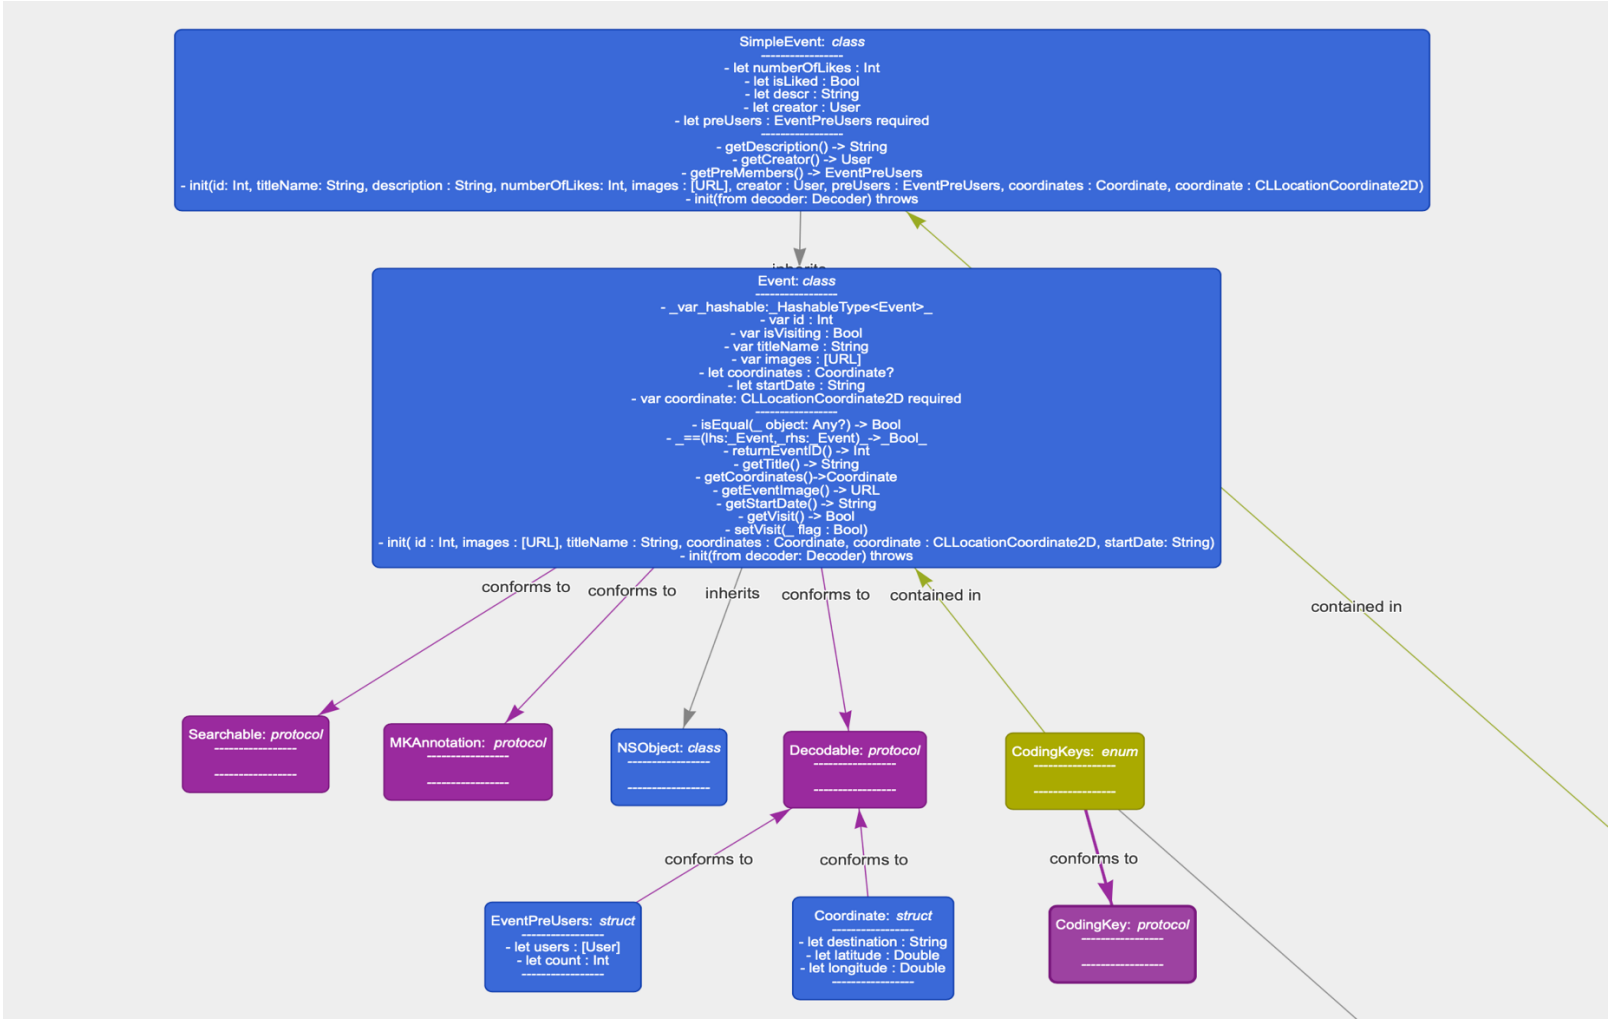 SimpleEvent: class
-----------------
- let numberOfLikes : Int
- let isLiked : Bool
- let descr : String
- let creator : User
- let preUsers : EventPreUsers required
-----------------
- getDescription() -> String
- getCreator() -> User
- getPreMembers() -> EventPreUsers
- init(id: Int, titleName: String, description : String, numberOfLikes: Int, images : [URL], creator : User, preUsers : EventPreUsers, coordinates : Coordinate, coordinate : CLLocationCoordinate2D)
- init(from decoder: Decoder) throws
inherits
Event: class
-----------------
- _var_hashable:_HashableType<Event>_
- var id : Int
- var isVisiting : Bool
- var titleName : String
- var images : [URL]
- let coordinates : Coordinate?
- let startDate : String
- var coordinate: CLLocationCoordinate2D required
-----------------
- isEqual(_ object: Any?) -> Bool
- _==(lhs:_Event,_rhs:_Event)_->_Bool_
- returnEventID() -> Int
- getTitle() -> String
- getCoordinates()->Coordinate
- getEventImage() -> URL
- getStartDate() -> String
- getVisit() -> Bool
- setVisit(_ flag : Bool)
- init( id : Int, images : [URL], titleName : String, coordinates : Coordinate, coordinate : CLLocationCoordinate2D, startDate: String)
- init(from decoder: Decoder) throws
conforms to
conforms to
inherits
conforms to
contained in
contained in
Searchable: protocol
-----------------
-----------------
MKAnnotation: protocol
-----------------
-----------------
NSObject: class
-----------------
-----------------
Decodable: protocol
-----------------
-----------------
CodingKeys: enum
-----------------
-----------------
conforms to
conforms to
conforms to
EventPreUsers: struct
-----------------
- let users : [User]
- let count : Int
-----------------
Coordinate: struct
-----------------
- let destination : String
- let latitude : Double
- let longitude : Double
-----------------
CodingKey: protocol
-----------------
-----------------